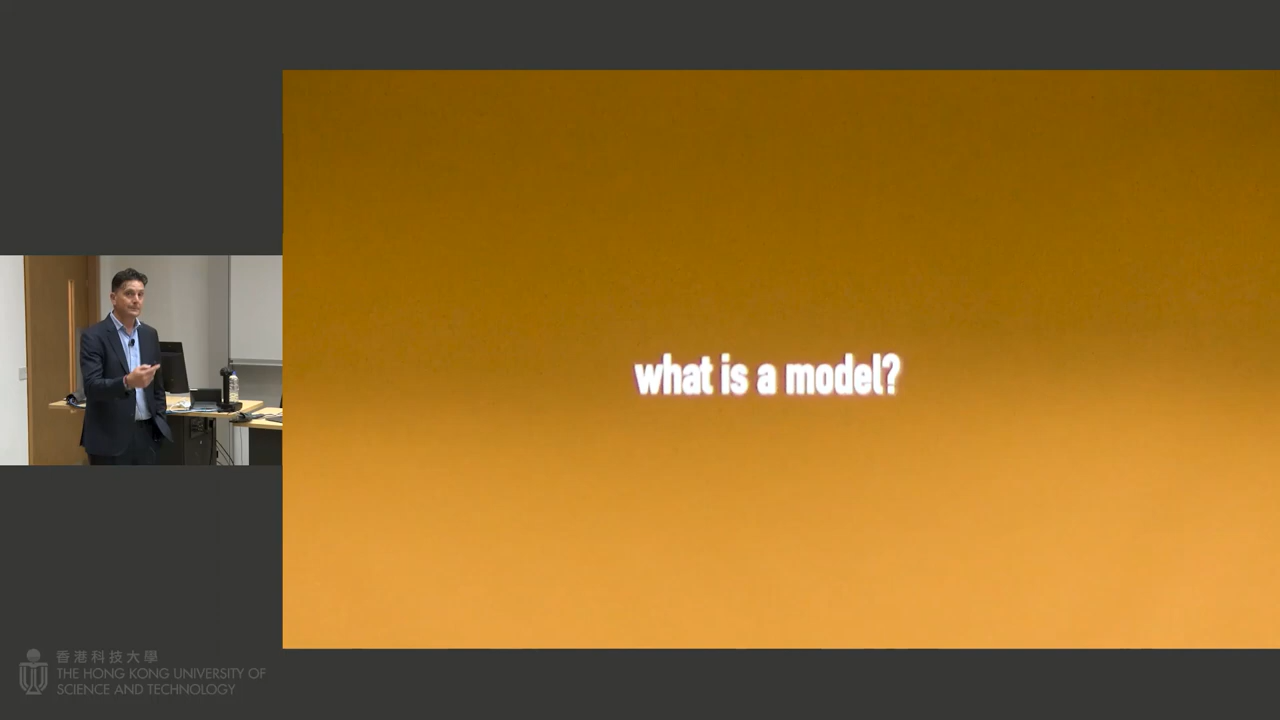 what is a model?
香港科技大學
THE HONG KONG UNIVERSITY OF
SCIENCE AND TECHNOLOGY